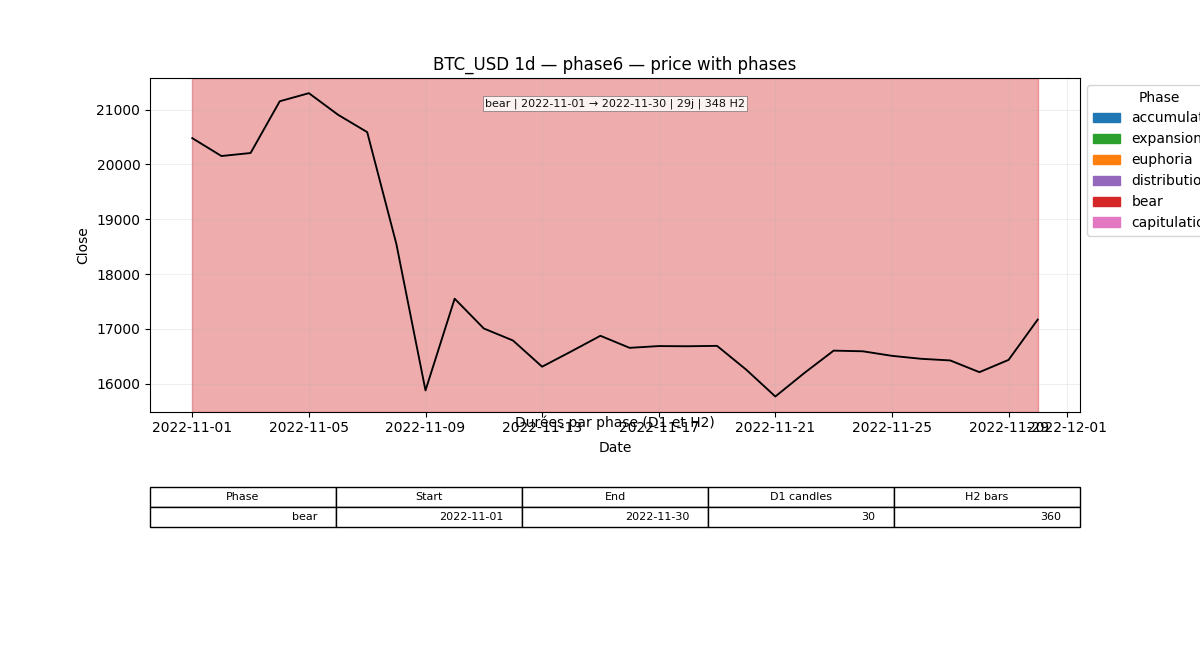 BTC_USD 1d — phase6 — price with phases
bear | 2022-11-01 → 2022-11-30 | 29j | 348 H2
Close
21000
20000
19000
18000
17000
16000
2022-11-01 2022-11-05 2022-11-09 2022-11-13 2022-11-17 2022-11-21 2022-11-25 2022-11-29 2022-12-01
Durées par phase (D1 et H2)
Date
Phase
accumulat
expansion
euphoria
distributio
bear
capitulatio
Phase Start End D1 candles H2 bars
bear 2022-11-01 2022-11-30 30 360